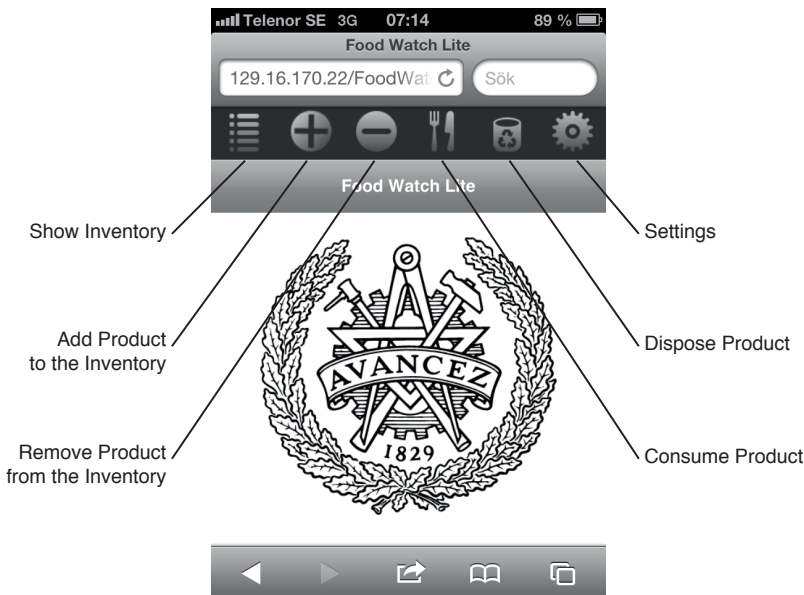 Telenor SE 3G 07:14 89 %
Food Watch Lite
129.16.170.22/FoodWat Sök
Food Watch Lite
Show Inventory
Settings
Add Product
to the Inventory
Dispose Product
AVANCEZ
1829
Remove Product
from the Inventory
Consume Product